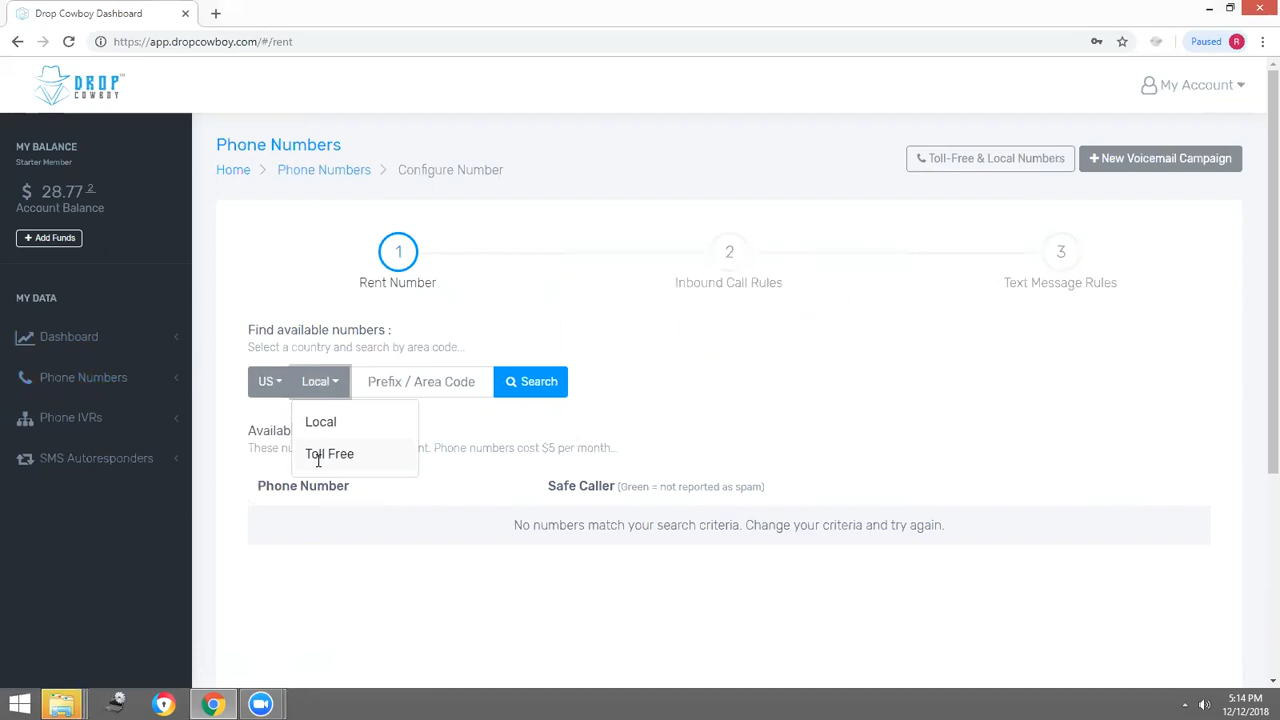 Drop Cowboy Dashboard
https://app.dropcowboy.com/#/rent
Paused R
DROP COWBOY
My Account
MY BALANCE
Starter Member
$ 28.77 2
Account Balance
+ Add Funds
MY DATA
Dashboard
Phone Numbers
Phone IVRs
SMS Autoresponders
Phone Numbers
Home > Phone Numbers > Configure Number
Toll-Free & Local Numbers
+ New Voicemail Campaign
1
Rent Number
2
Inbound Call Rules
3
Text Message Rules
Find available numbers :
Select a country and search by area code...
US Local Prefix / Area Code Search
Local
Toll Free
Phone numbers cost $5 per month...
Phone Number Safe Caller (Green = not reported as spam)
No numbers match your search criteria. Change your criteria and try again.
5:14 PM
12/12/2018